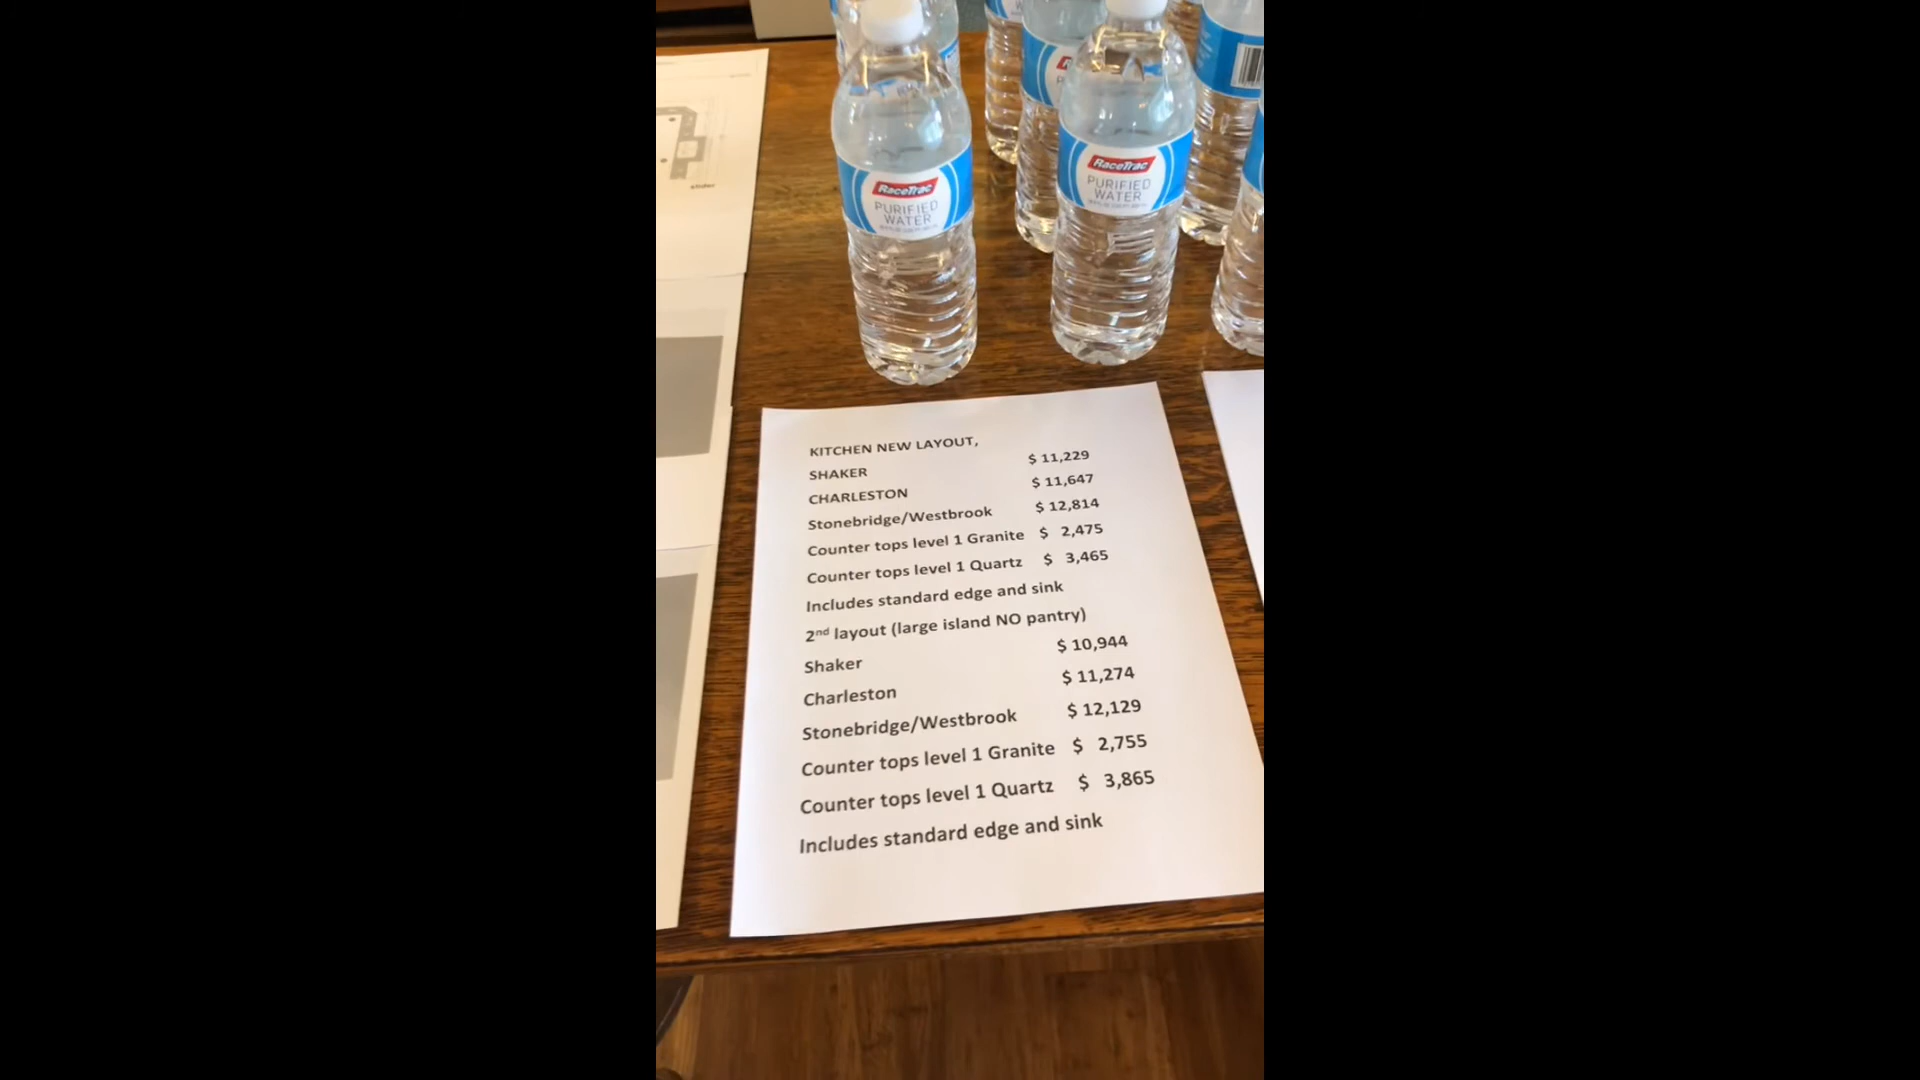 RaceTrac
PURIFIED
WATER
RaceTrac
PURIFIED
WATER
slider
KITCHEN NEW LAYOUT,
SHAKER $ 11,229
CHARLESTON $ 11,647
Stonebridge/Westbrook $ 12,814
Counter tops level 1 Granite $ 2,475
Counter tops level 1 Quartz $ 3,465
Includes standard edge and sink
2nd layout (large island NO pantry)
Shaker $ 10,944
Charleston $ 11,274
Stonebridge/Westbrook $ 12,129
Counter tops level 1 Granite $ 2,755
Counter tops level 1 Quartz $ 3,865
Includes standard edge and sink